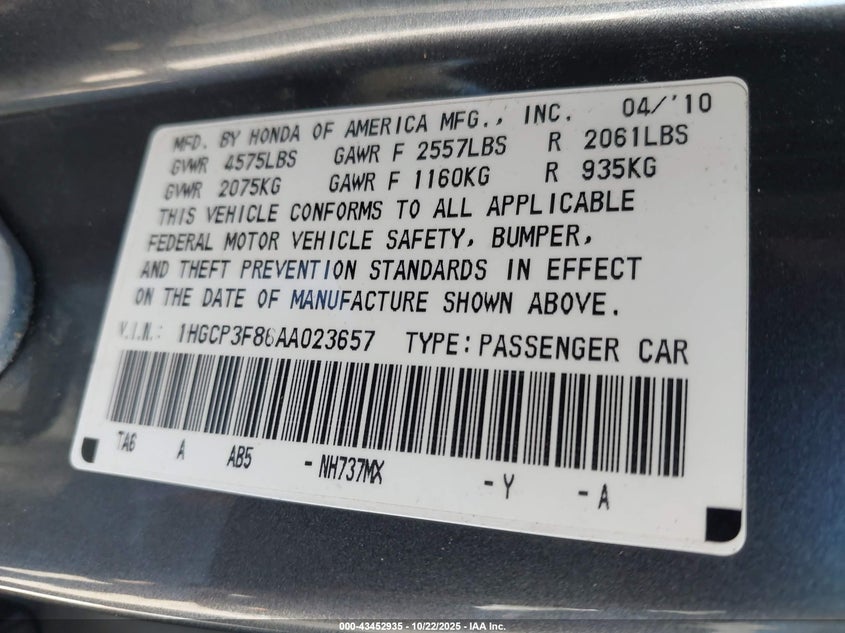 MFD. BY HONDA OF AMERICA MFG., INC. 04/'10
GVWR 4575LBS GAWR F 2557LBS R 2061LBS
GVWR 2075KG GAWR F 1160KG R 935KG
THIS VEHICLE CONFORMS TO ALL APPLICABLE
FEDERAL MOTOR VEHICLE SAFETY, BUMPER,
AND THEFT PREVENTION STANDARDS IN EFFECT
ON THE DATE OF MANUFACTURE SHOWN ABOVE.
V.I.N.: 1HGCP3F86AA023657 TYPE: PASSENGER CAR
TA6 A AB5 - NH737MX - Y - A
000-43452935 - 10/22/2025 - IAA Inc.